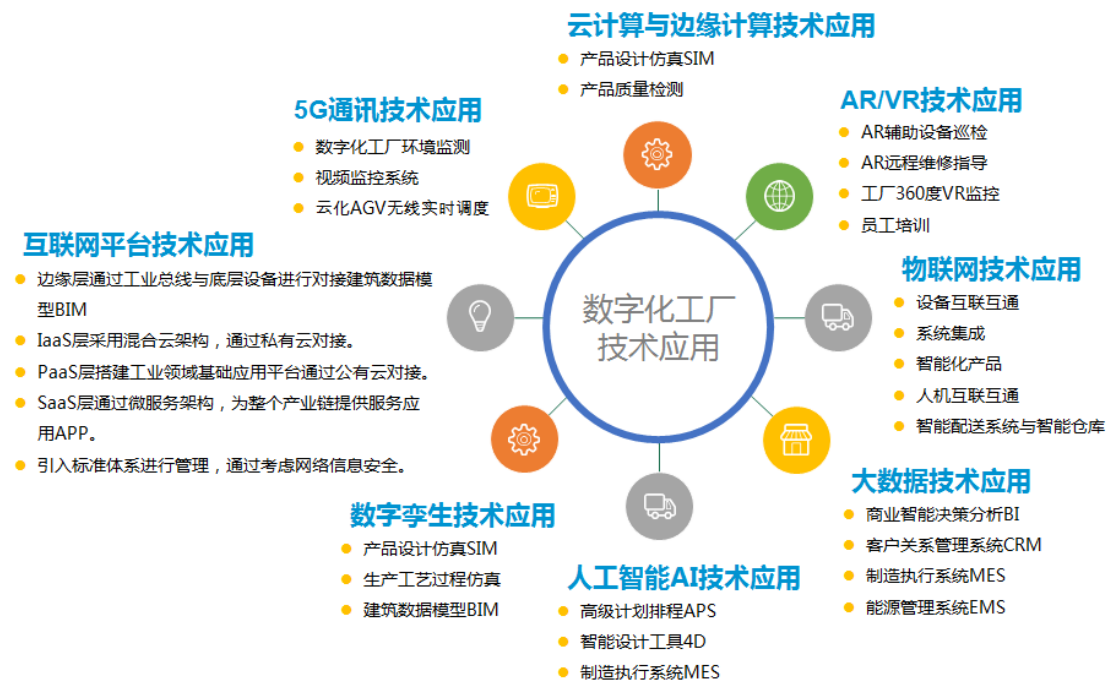 云计算与边缘计算技术应用
产品设计仿真SIM
产品质量检测
5G通讯技术应用
数字化工厂环境监测
视频监控系统
云化AGV无线实时调度
AR/VR技术应用
AR辅助设备巡检
AR远程维修指导
工厂360度VR监控
员工培训
互联网平台技术应用
边缘层通过工业总线与底层设备进行对接建筑数据模
型BIM
IaaS层采用混合云架构，通过私有云对接。
PaaS层搭建工业领域基础应用平台通过公有云对接。
SaaS层通过微服务架构，为整个产业链提供服务应
用APP。
引入标准体系进行管理，通过考虑网络信息安全。
数字化工厂
技术应用
物联网技术应用
设备互联互通
系统集成
智能化产品
人机互联互通
智能配送系统与智能仓库
大数据技术应用
商业智能决策分析BI
客户关系管理系统CRM
制造执行系统MES
能源管理系统EMS
数字孪生技术应用
产品设计仿真SIM
生产工艺过程仿真
建筑数据模型BIM
人工智能AI技术应用
高级计划排程APS
智能设计工具4D
制造执行系统MES